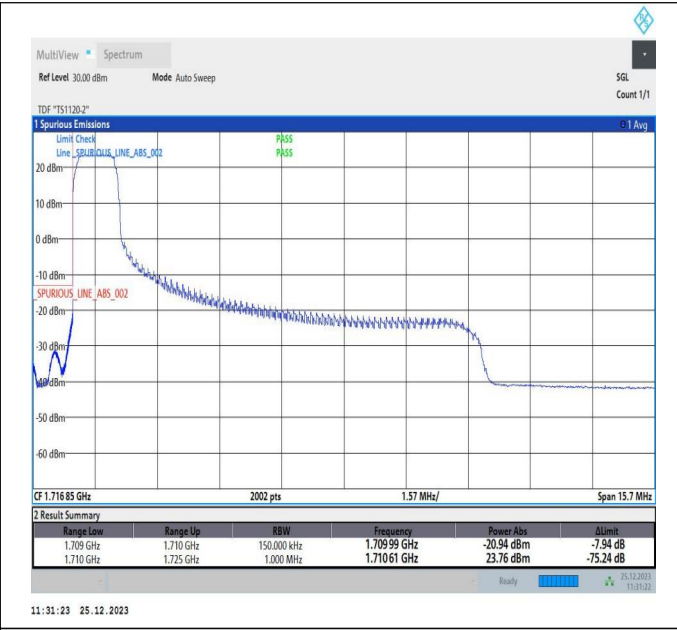 MultiView Spectrum
Ref Level 30.00 dBm Mode Auto Sweep SGL
Count 1/1
TDF "TS1120-2"
1 Spurious Emissions 1 Avg
Limit Check PASS
Line _SPURIOUS_LINE_ABS_002 PASS
20 dBm
10 dBm
0 dBm
-10 dBm
_SPURIOUS_LINE_ABS_002
-20 dBm
-30 dBm
-40 dBm
-50 dBm
-60 dBm
CF 1.716 85 GHz 2002 pts 1.57 MHz/ Span 15.7 MHz
2 Result Summary
Range Low Range Up RBW Frequency Power Abs ΔLimit
1.709 GHz 1.710 GHz 150.000 kHz 1.70999 GHz -20.94 dBm -7.94 dB
1.710 GHz 1.725 GHz 1.000 MHz 1.71061 GHz 23.76 dBm -75.24 dB
Ready 25.12.2023
11:31:22
11:31:23 25.12.2023